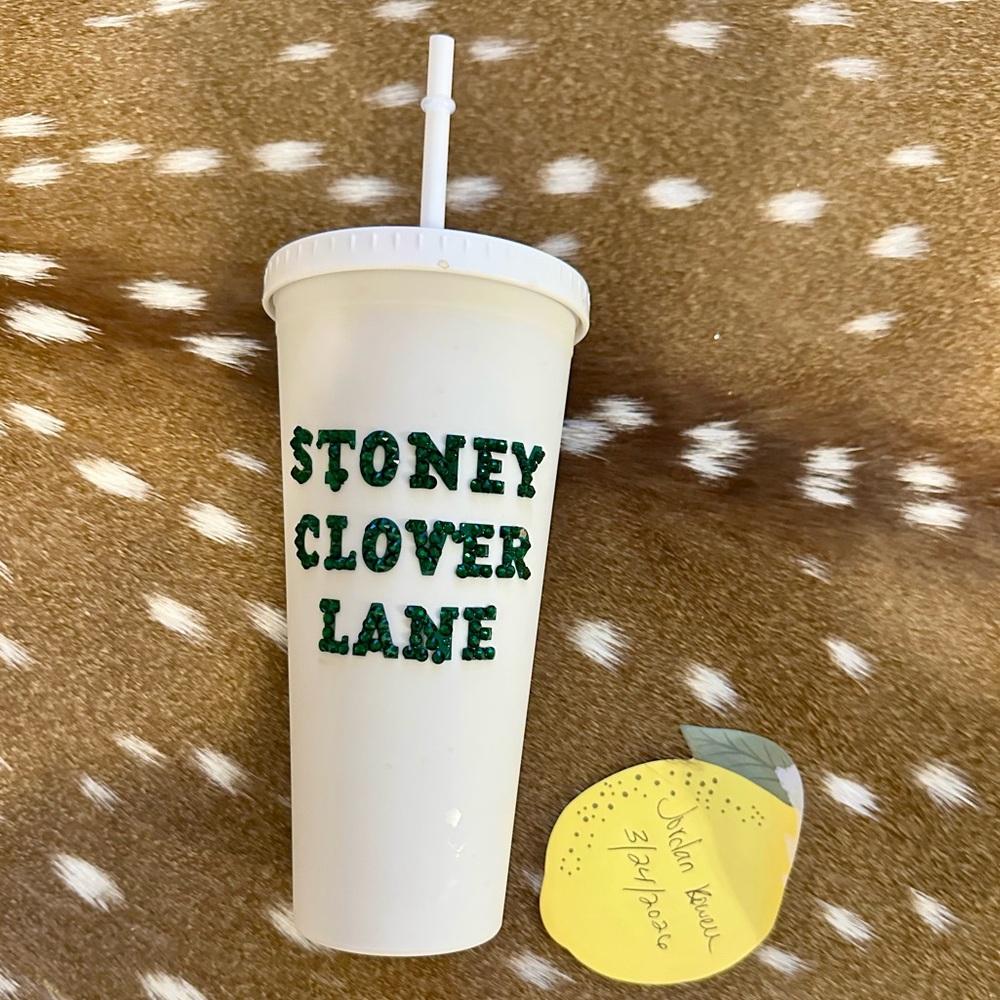 STONEY
CLOVER
LANE
Jordan
3/24/2026